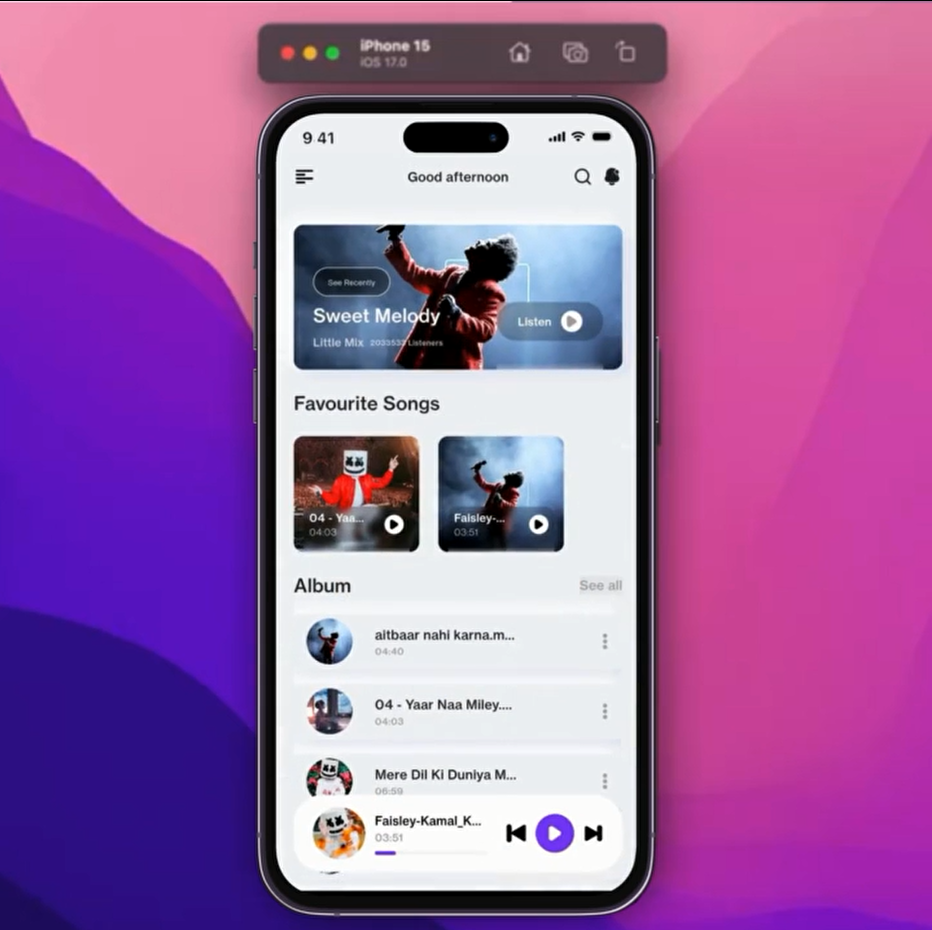 iPhone 15
iOS 17.0
9:41
Good afternoon
See Recently
Sweet Melody
Listen
Little Mix 2033532 Listeners
Favourite Songs
04 - Yaa...
04:03
Faisley-...
03:51
Album
See all
aitbaar nahi karna.m...
04:40
04 - Yaar Naa Miley....
04:03
Mere Dil Ki Duniya M...
06:59
Faisley-Kamal_K...
03:51